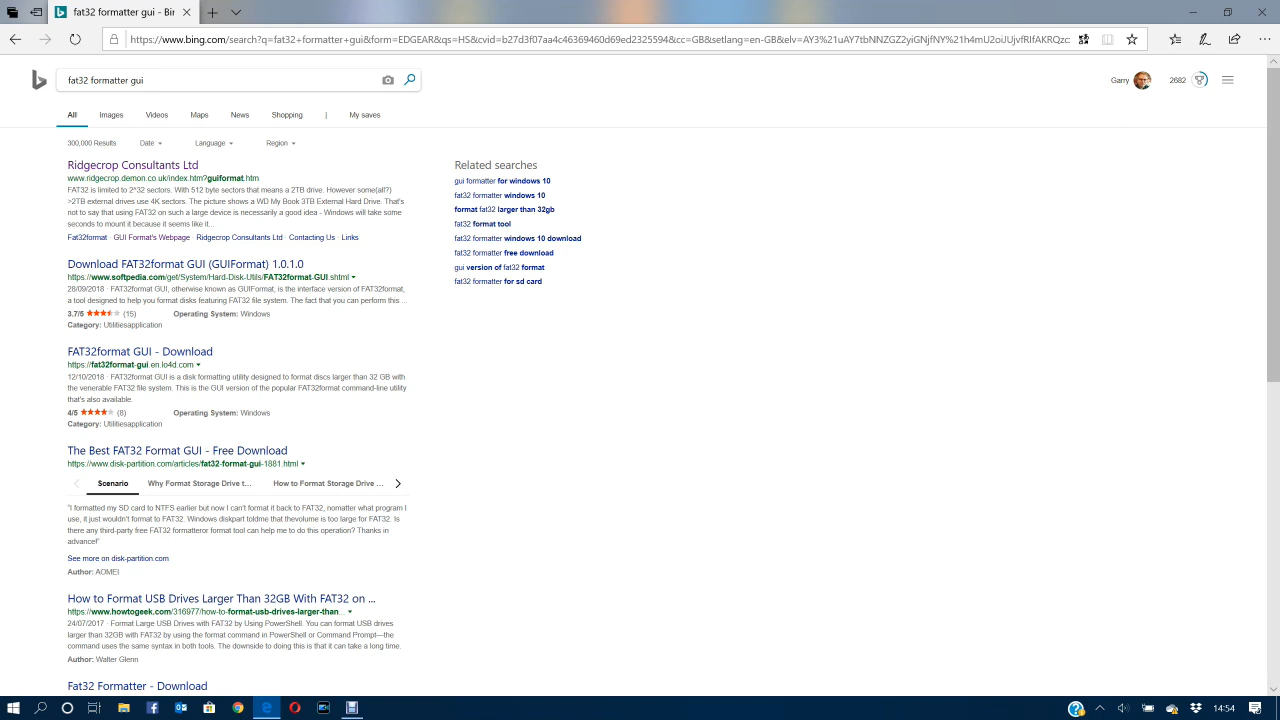 fat32 formatter gui - Bin
https://www.bing.com/search?q=fat32+formatter+gui&form=EDGEAR&qs=HS&cvid=b27d3f07aa4c46369460d69ed2325594&cc=GB&setlang=en-GB&elv=AY3%21uAY7tbNNZGZ2yiGNjfNY%21h4mU2oiJUjvfRIfAKRQzc
fat32 formatter gui
Garry
2682
All
Images
Videos
Maps
News
Shopping
|
My saves
300,000 Results
Date
Language
Region
Ridgecrop Consultants Ltd
www.ridgecrop.demon.co.uk/index.htm?guiformat.htm
FAT32 is limited to 2^32 sectors. With 512 byte sectors that means a 2TB drive. However some(all?)
>2TB external drives use 4K sectors. The picture shows a WD My Book 3TB External Hard Drive. That's
not to say that using FAT32 on such a large device is necessarily a good idea - Windows will take some
seconds to mount it because it seems like it...
Fat32format · GUI Format's Webpage · Ridgecrop Consultants Ltd · Contacting Us · Links
Download FAT32format GUI (GUIFormat) 1.0.1.0
https://www.softpedia.com/get/System/Hard-Disk-Utils/FAT32format-GUI.shtml
28/09/2018 · FAT32format GUI, otherwise known as GUIFormat, is the interface version of FAT32format,
a tool designed to help you format disks featuring FAT32 file system. The fact that you can perform this ...
3.7/5 (15)
Operating System: Windows
Category: Utilitiesapplication
FAT32format GUI - Download
https://fat32format-gui.en.lo4d.com
12/10/2018 · FAT32format GUI is a disk formatting utility designed to format discs larger than 32 GB with
the venerable FAT32 file system. This is the GUI version of the popular FAT32format command-line utility
that's also available.
4/5 (8)
Operating System: Windows
Category: Utilitiesapplication
The Best FAT32 Format GUI - Free Download
https://www.disk-partition.com/articles/fat32-format-gui-1881.html
Scenario
Why Format Storage Drive t...
How to Format Storage Drive ...
"I formatted my SD card to NTFS earlier but now I can't format it back to FAT32, nomatter what program I
use, it just wouldn't format to FAT32. Windows diskpart toldme that thevolume is too large for FAT32. Is
there any third-party free FAT32 formatteror format tool can help me to do this operation? Thanks in
advance!"
See more on disk-partition.com
Author: AOMEI
How to Format USB Drives Larger Than 32GB With FAT32 on ...
https://www.howtogeek.com/316977/how-to-format-usb-drives-larger-than...
24/07/2017 · Format Large USB Drives with FAT32 by Using PowerShell. You can format USB drives
larger than 32GB with FAT32 by using the format command in PowerShell or Command Prompt—the
command uses the same syntax in both tools. The downside to doing this is that it can take a long time.
Author: Walter Glenn
Fat32 Formatter - Download
Related searches
gui formatter for windows 10
fat32 formatter windows 10
format fat32 larger than 32gb
fat32 format tool
fat32 formatter windows 10 download
fat32 formatter free download
gui version of fat32 format
fat32 formatter for sd card
14:54